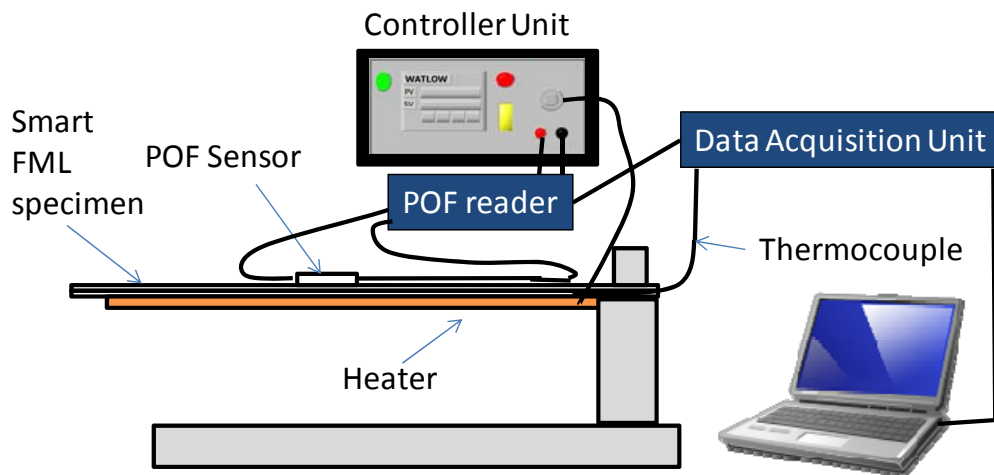 Controller Unit
WATLOW
PV
SV
Smart
FML
specimen
POF Sensor
POF reader
Data Acquisition Unit
Thermocouple
Heater